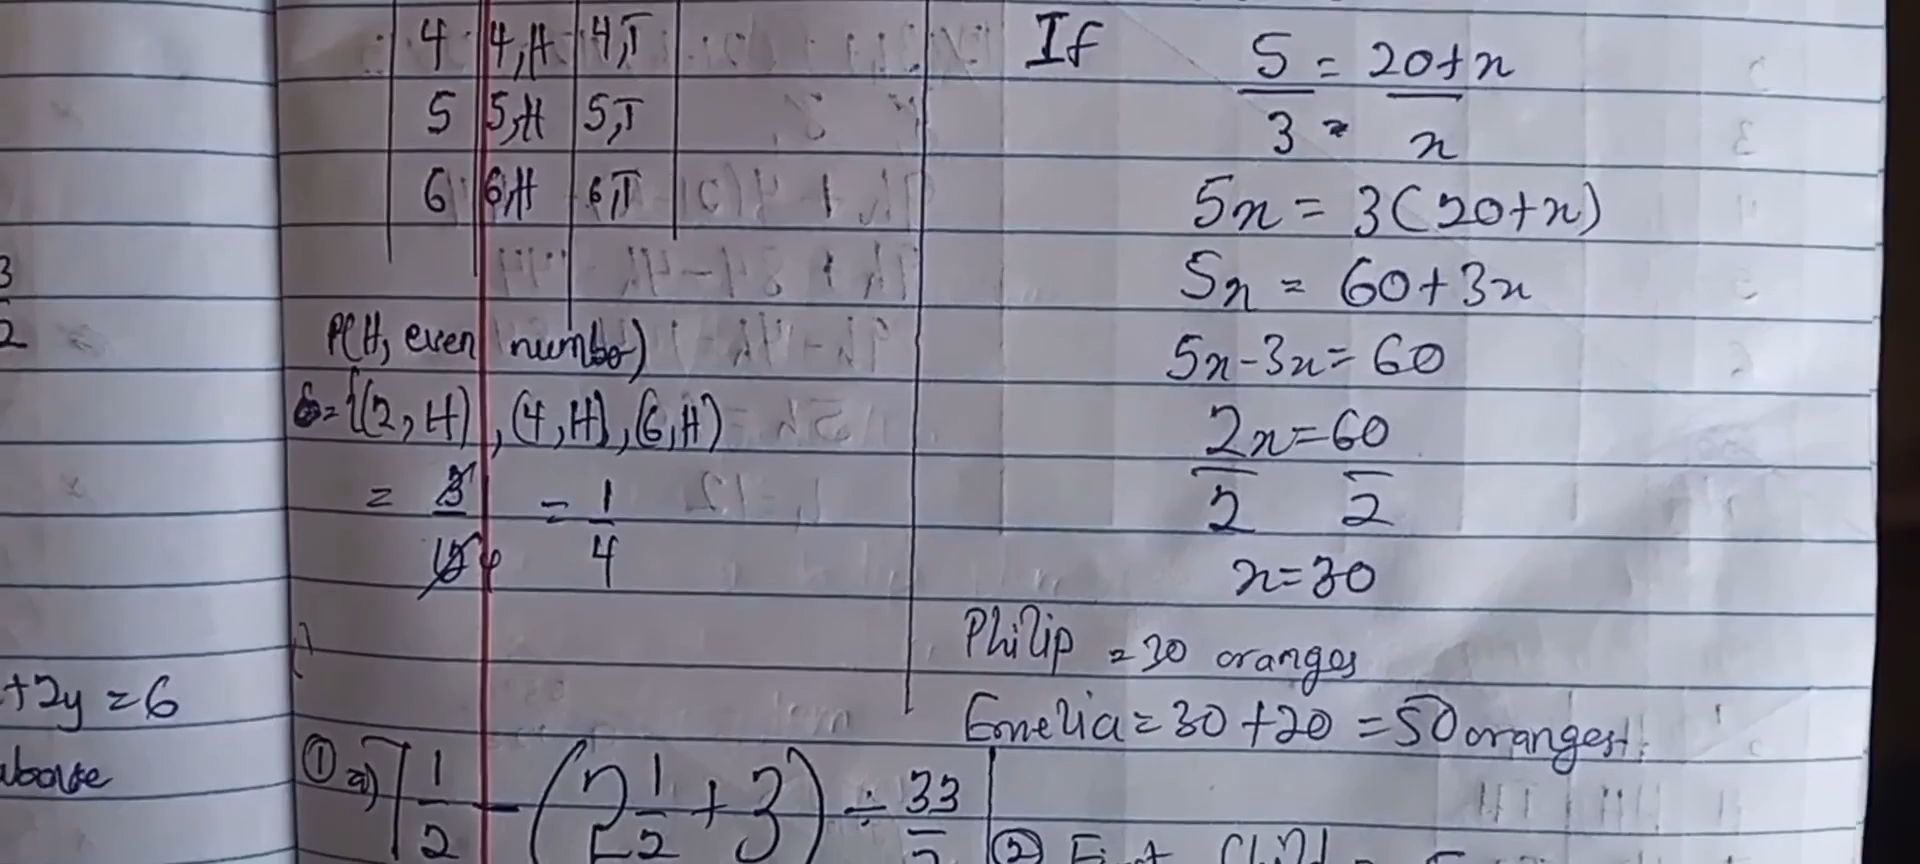 3
2
+2y = 6
above
4 4,H 4,T
5 5,H 5,T
6 6,H 6,T
P(H, even number)
= {(2, H), (4, H), (6, H)
= 3/12 = 1/4
① a) 7 1/2 - (2 1/2 + 3) ÷ 33
If 5/3 = 20+x/x
5x = 3(20+x)
5x = 60+3x
5x-3x = 60
2x/2 = 60/2
x = 30
Philip = 30 oranges
Emelia = 30 + 20 = 50 oranges